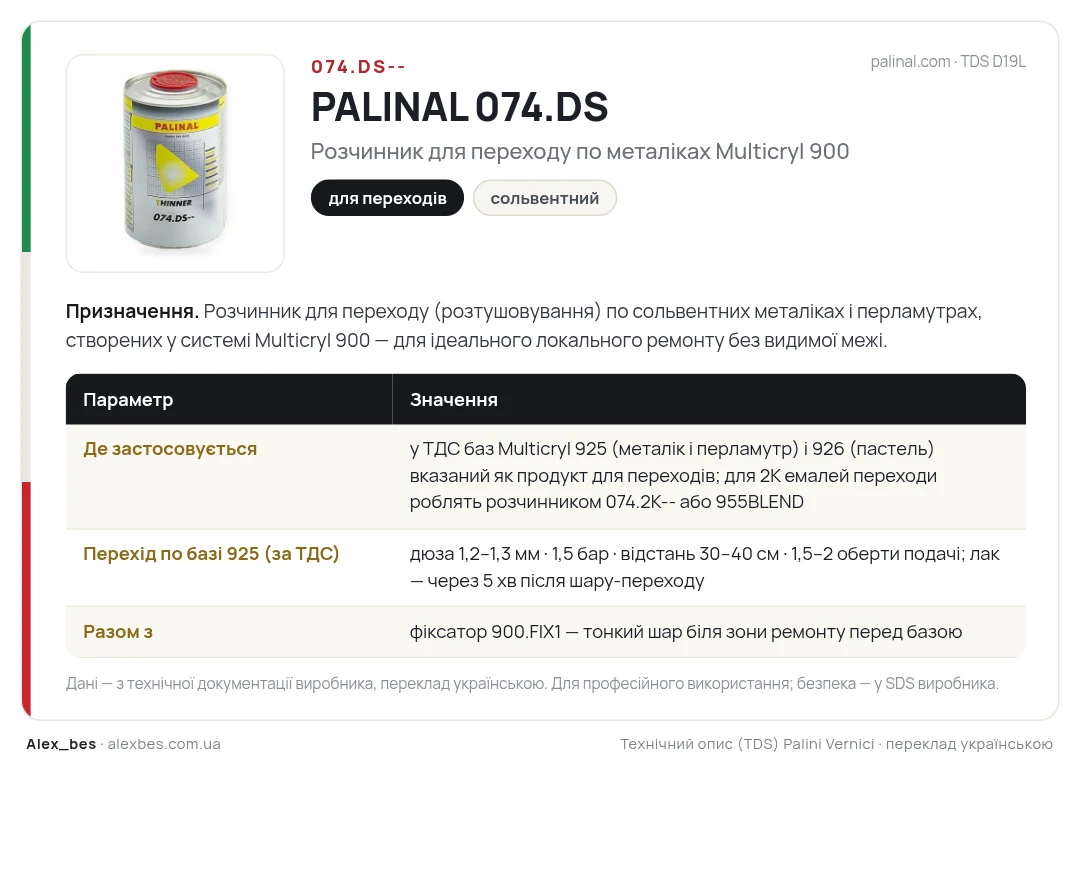 074.DS--
palinal.com · TDS D19L
PALINAL 074.DS
Розчинник для переходу по металіках Multicryl 900
для переходів
сольвентний
PALINAL
THINNER
074.DS--
Призначення. Розчинник для переходу (розтушовування) по сольвентних металіках і перламутрах,
створених у системі Multicryl 900 — для ідеального локального ремонту без видимої межі.
Параметр
Значення
Де застосовується
у ТДС баз Multicryl 925 (металік і перламутр) і 926 (пастель)
вказаний як продукт для переходів; для 2К емалей переходи
роблять розчинником 074.2K-- або 955BLEND
Перехід по базі 925 (за ТДС)
дюза 1,2–1,3 мм · 1,5 бар · відстань 30–40 см · 1,5–2 оберти подачі; лак
— через 5 хв після шару-переходу
Разом з
фіксатор 900.FIX1 — тонкий шар біля зони ремонту перед базою
Дані — з технічної документації виробника, переклад українською. Для професійного використання; безпека — у SDS виробника.
Alex_bes · alexbes.com.ua
Технічний опис (TDS) Palini Vernici · переклад українською